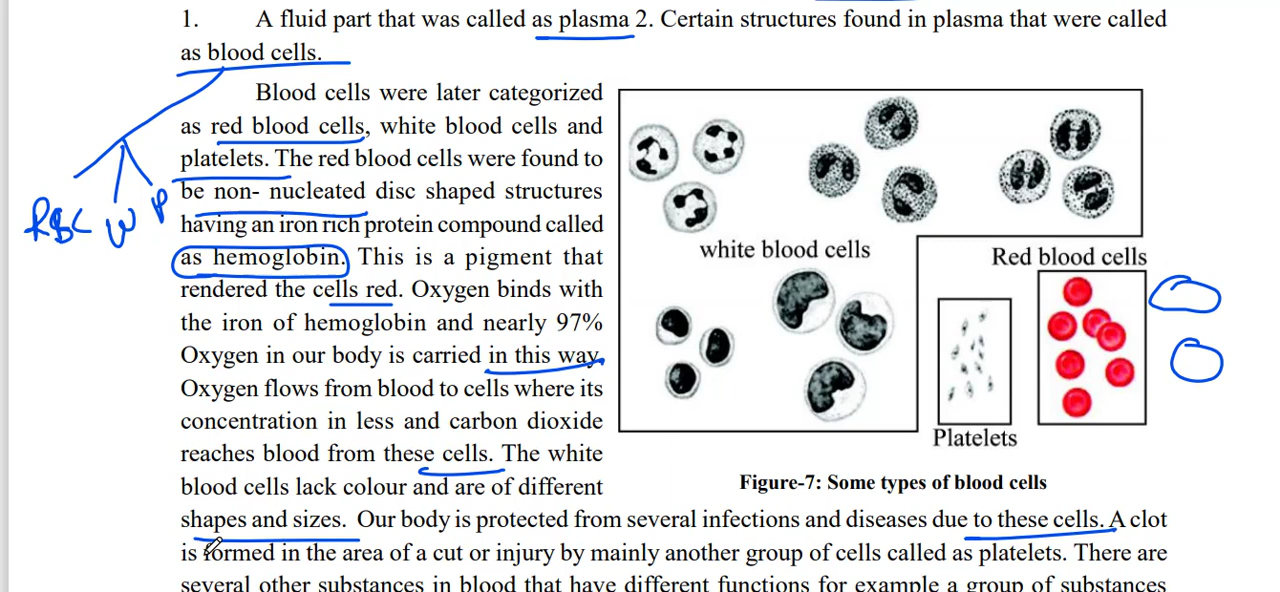 1. A fluid part that was called as plasma 2. Certain structures found in plasma that were called
as blood cells.
Blood cells were later categorized
as red blood cells, white blood cells and
platelets. The red blood cells were found to
be non- nucleated disc shaped structures
having an iron rich protein compound called
as hemoglobin. This is a pigment that
rendered the cells red. Oxygen binds with
the iron of hemoglobin and nearly 97%
Oxygen in our body is carried in this way.
Oxygen flows from blood to cells where its
concentration in less and carbon dioxide
reaches blood from these cells. The white
blood cells lack colour and are of different
RBC W P
white blood cells
Red blood cells
Platelets
Figure-7: Some types of blood cells
shapes and sizes. Our body is protected from several infections and diseases due to these cells. A clot
is formed in the area of a cut or injury by mainly another group of cells called as platelets. There are
several other substances in blood that have different functions for example a group of substances